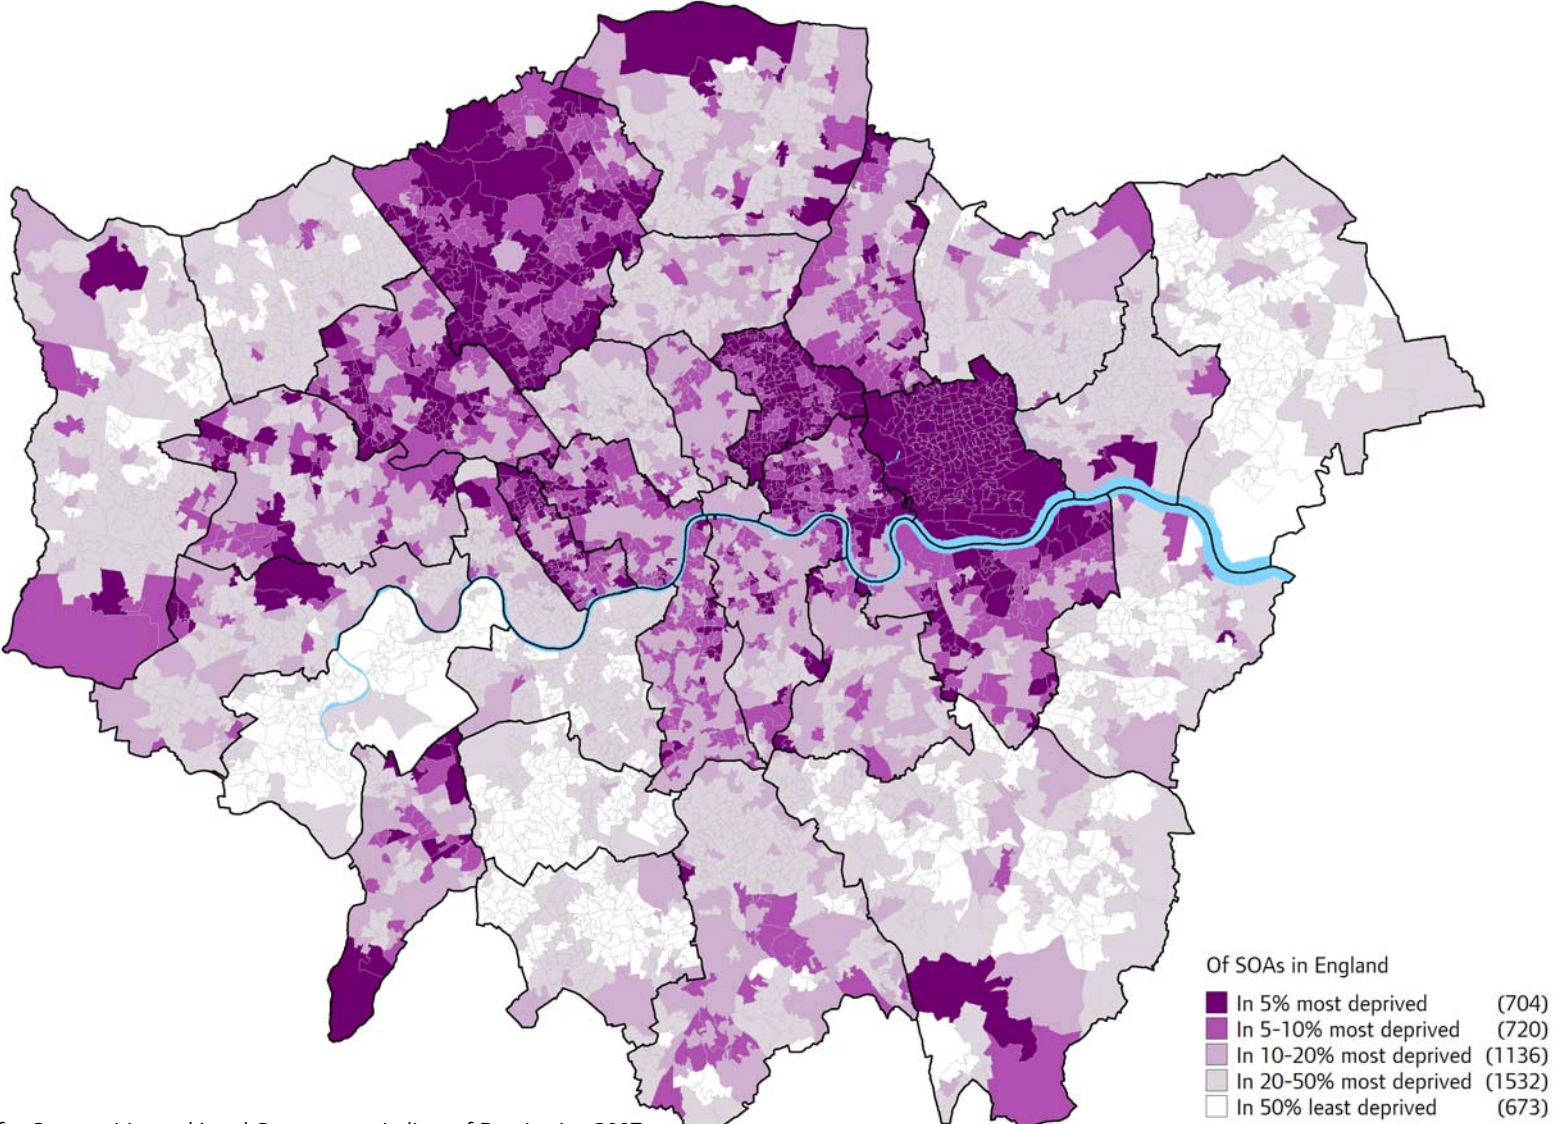 Of SOAs in England
In 5% most deprived (704)
In 5-10% most deprived (720)
In 10-20% most deprived (1136)
In 20-50% most deprived (1532)
In 50% least deprived (673)